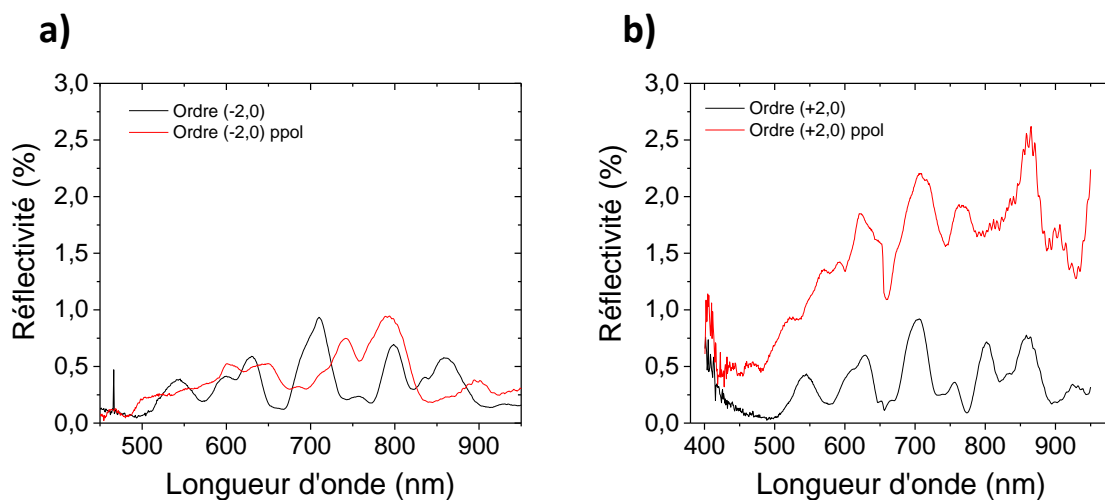 a)
3,0
2,5
2,0
1,5
1,0
0,5
0,0
Réflectivité (%)
Ordre (-2,0)
Ordre (-2,0) ppol
500 600 700 800 900
Longueur d'onde (nm)
b)
3,0
2,5
2,0
1,5
1,0
0,5
0,0
Réflectivité (%)
Ordre (+2,0)
Ordre (+2,0) ppol
400 500 600 700 800 900
Longueur d'onde (nm)